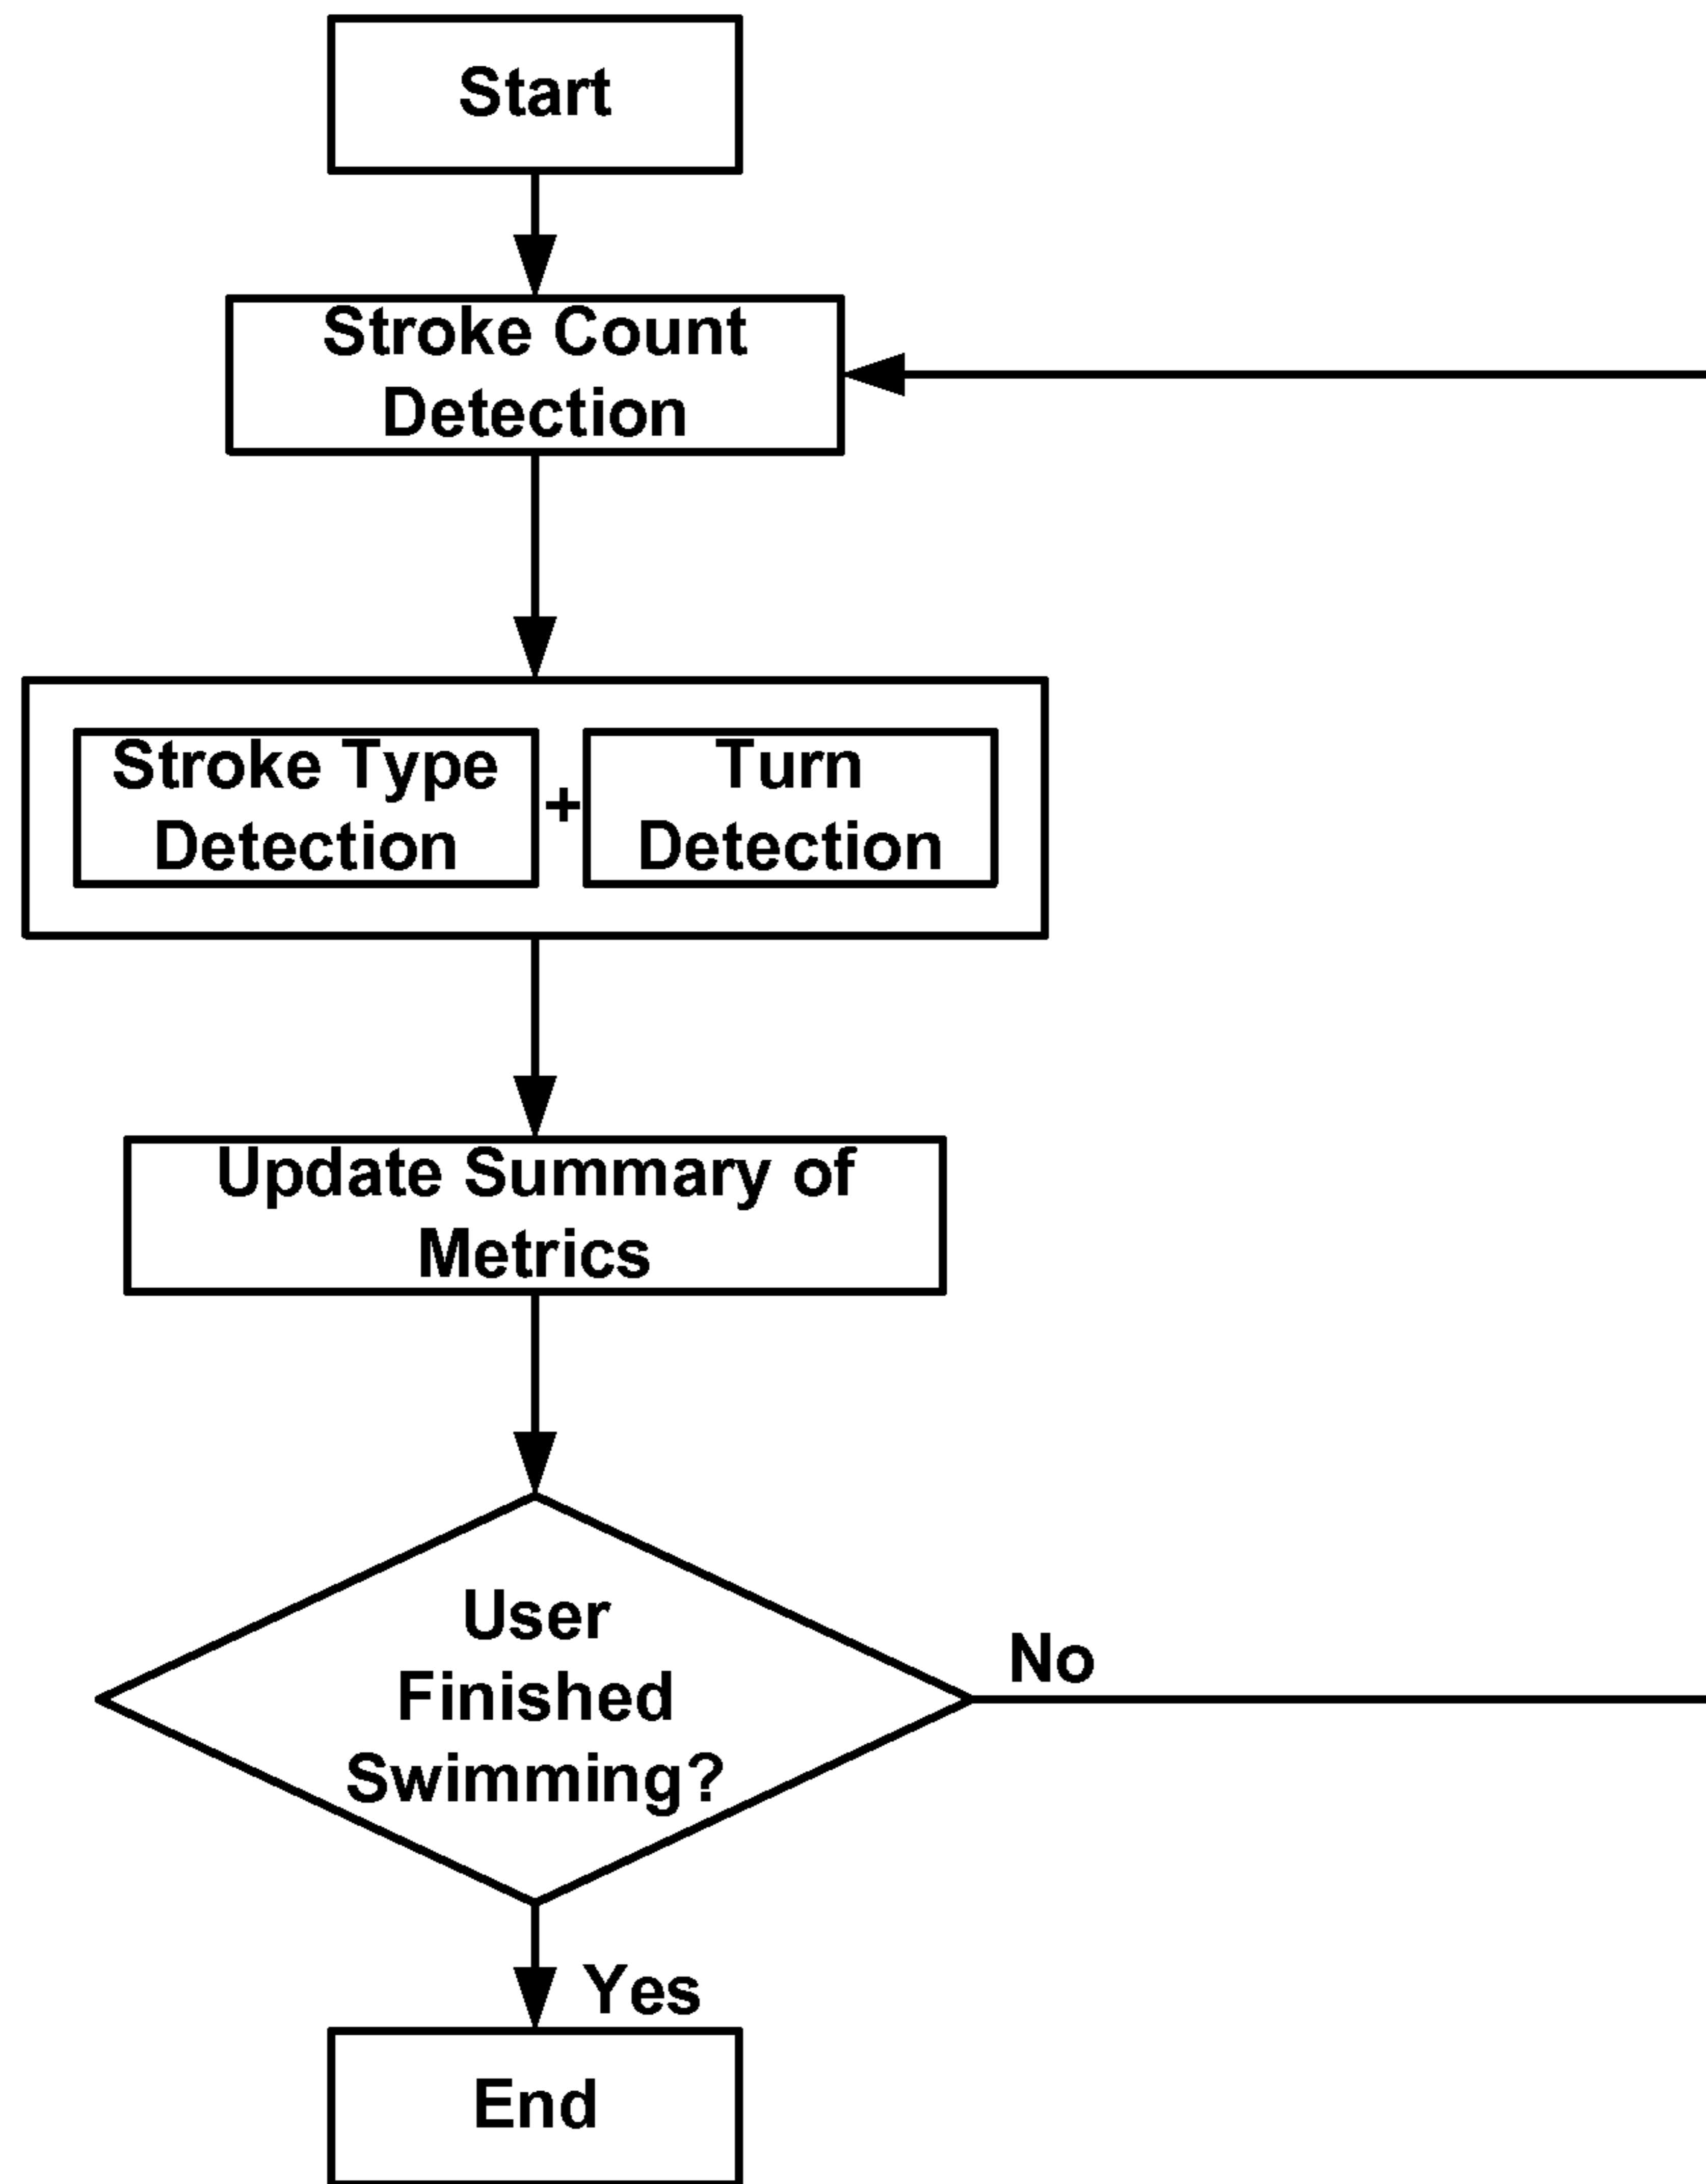 Start
Stroke Count
Detection
Stroke Type
Detection
+
Turn
Detection
Update Summary of
Metrics
User
Finished
Swimming?
No
Yes
End